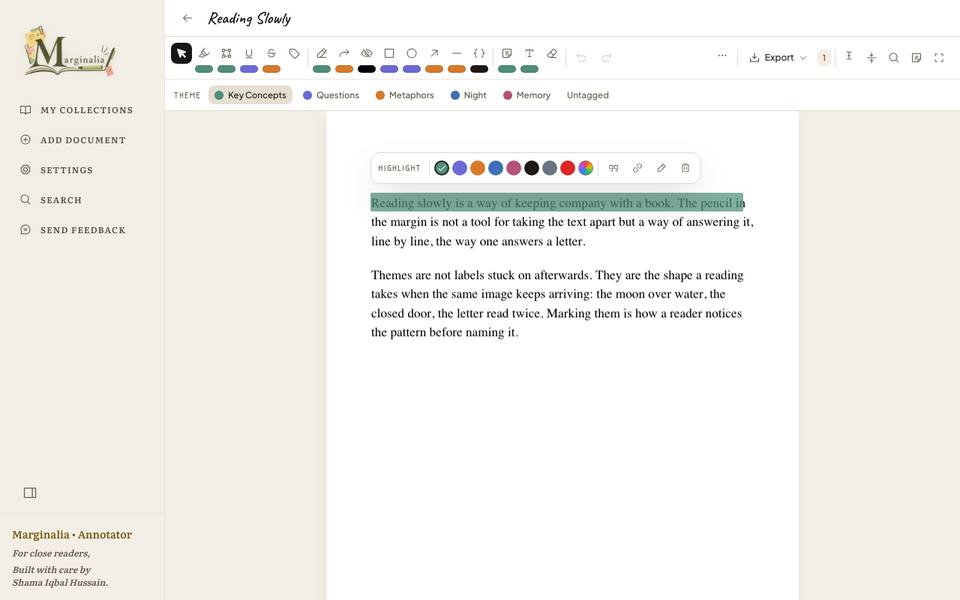 Marginalia
MY COLLECTIONS
ADD DOCUMENT
SETTINGS
SEARCH
SEND FEEDBACK
Marginalia • Annotator
For close readers,
Built with care by
Shama Iqbal Hussain.
Reading Slowly
Export
1
THEME
Key Concepts
Questions
Metaphors
Night
Memory
Untagged
HIGHLIGHT
Reading slowly is a way of keeping company with a book. The pencil in
the margin is not a tool for taking the text apart but a way of answering it,
line by line, the way one answers a letter.
Themes are not labels stuck on afterwards. They are the shape a reading
takes when the same image keeps arriving: the moon over water, the
closed door, the letter read twice. Marking them is how a reader notices
the pattern before naming it.